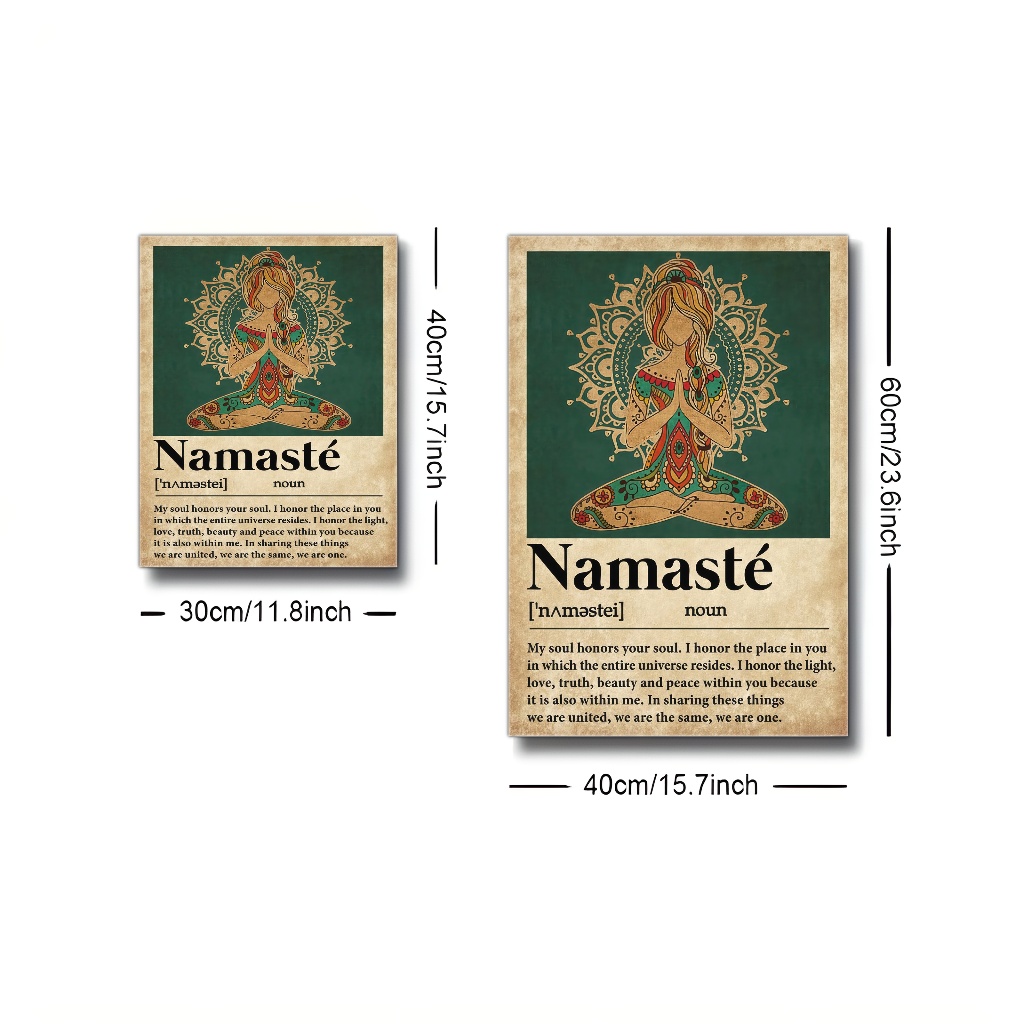 Namasté
['nʌməstei] noun
My soul honors your soul. I honor the place in you
in which the entire universe resides. I honor the light,
love, truth, beauty and peace within you because
it is also within me. In sharing these things
we are united, we are the same, we are one.
40cm/15.7inch
30cm/11.8inch
Namasté
['nʌməstei] noun
My soul honors your soul. I honor the place in you
in which the entire universe resides. I honor the light,
love, truth, beauty and peace within you because
it is also within me. In sharing these things
we are united, we are the same, we are one.
60cm/23.6inch
40cm/15.7inch